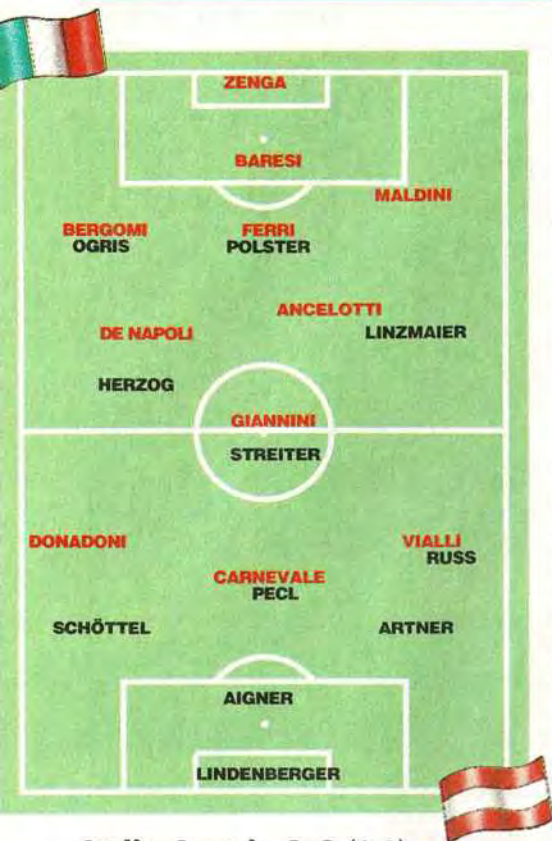 ZENGA
BARESI
MALDINI
BERGOMI
OGRIS
FERRI
POLSTER
ANCELOTTI
DE NAPOLI
LINZMAIER
HERZOG
GIANNINI
STREITER
DONADONI
VIALLI
RUSS
CARNEVALE
PECL
SCHÖTTEL
ARTNER
AIGNER
LINDENBERGER